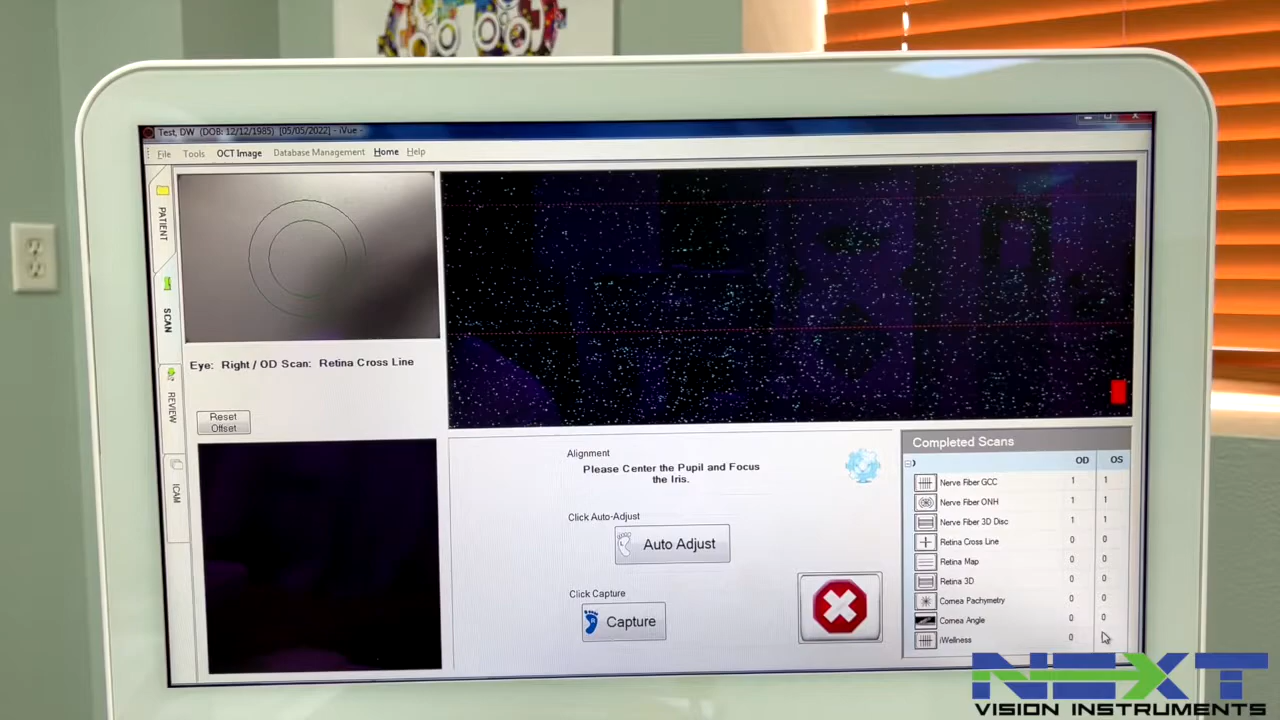 Test, DW (DOB: 12/12/1985) [05/05/2022] - iVue -
File Tools OCT Image Database Management Home Help
PATIENT
SCAN
REVIEW
ICAM
Eye: Right / OD Scan: Retina Cross Line
Reset
Offset
Alignment
Please Center the Pupil and Focus
the Iris.
Click Auto-Adjust
Auto Adjust
Click Capture
Capture
Completed Scans
OD OS
Nerve Fiber GCC 1 1
Nerve Fiber ONH 1 1
Nerve Fiber 3D Disc 1 1
Retina Cross Line 0 0
Retina Map 0 0
Retina 3D 0 0
Cornea Pachymetry 0 0
Cornea Angle 0 0
iWellness 0
NEXT
VISION INSTRUMENTS